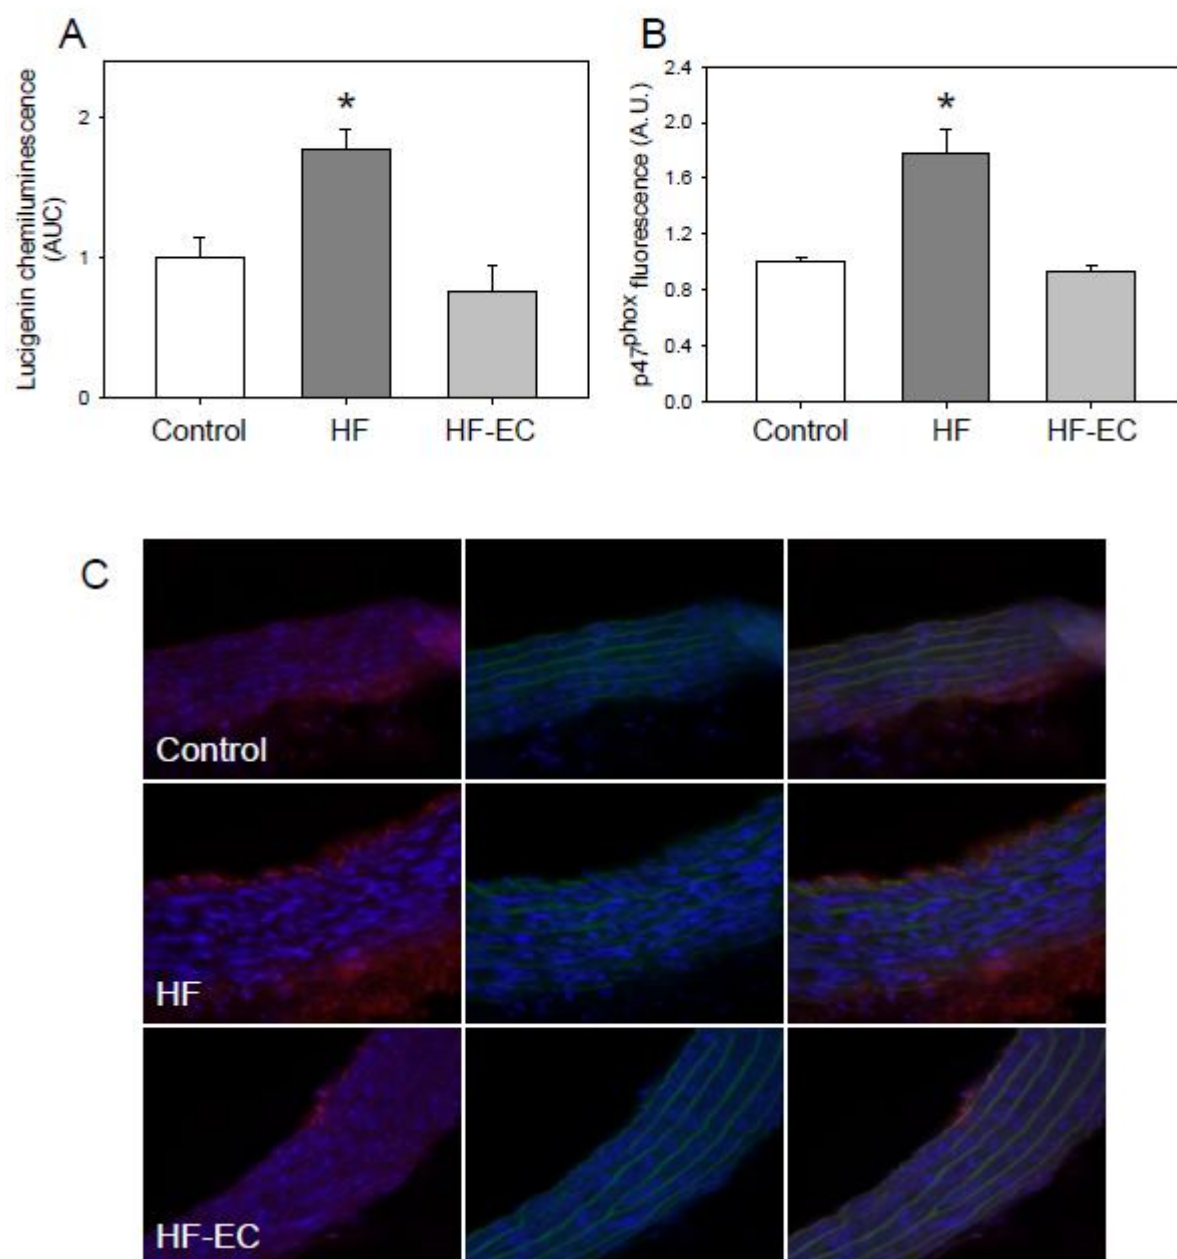 A
Lucigenin chemiluminescence
(AUC)
2
1
0
*
Control HF HF-EC
B
p47phox fluorescence (A.U.)
2.4
2.0
1.6
1.2
0.8
0.4
0.0
*
Control HF HF-EC
C
Control
HF
HF-EC